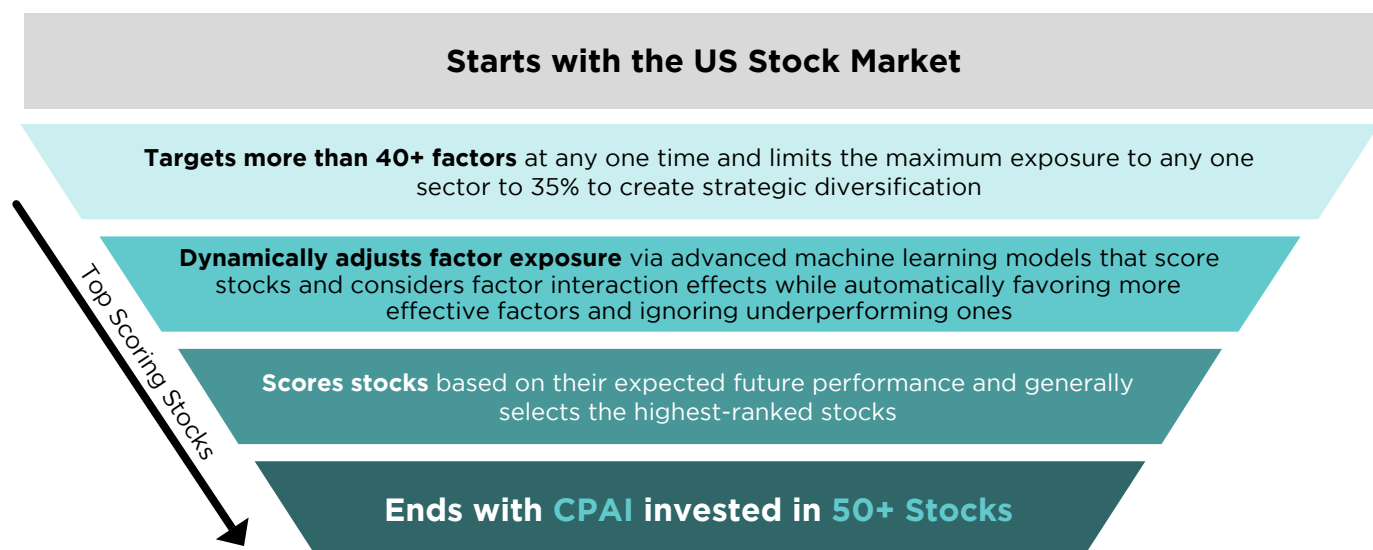 Starts with the US Stock Market
Targets more than 40+ factors at any one time and limits the maximum exposure to any one
sector to 35% to create strategic diversification
Dynamically adjusts factor exposure via advanced machine learning models that score
stocks and considers factor interaction effects while automatically favoring more
effective factors and ignoring underperforming ones
Top Scoring Stocks
Scores stocks based on their expected future performance and generally
selects the highest-ranked stocks
Ends with CPAI invested in 50+ Stocks